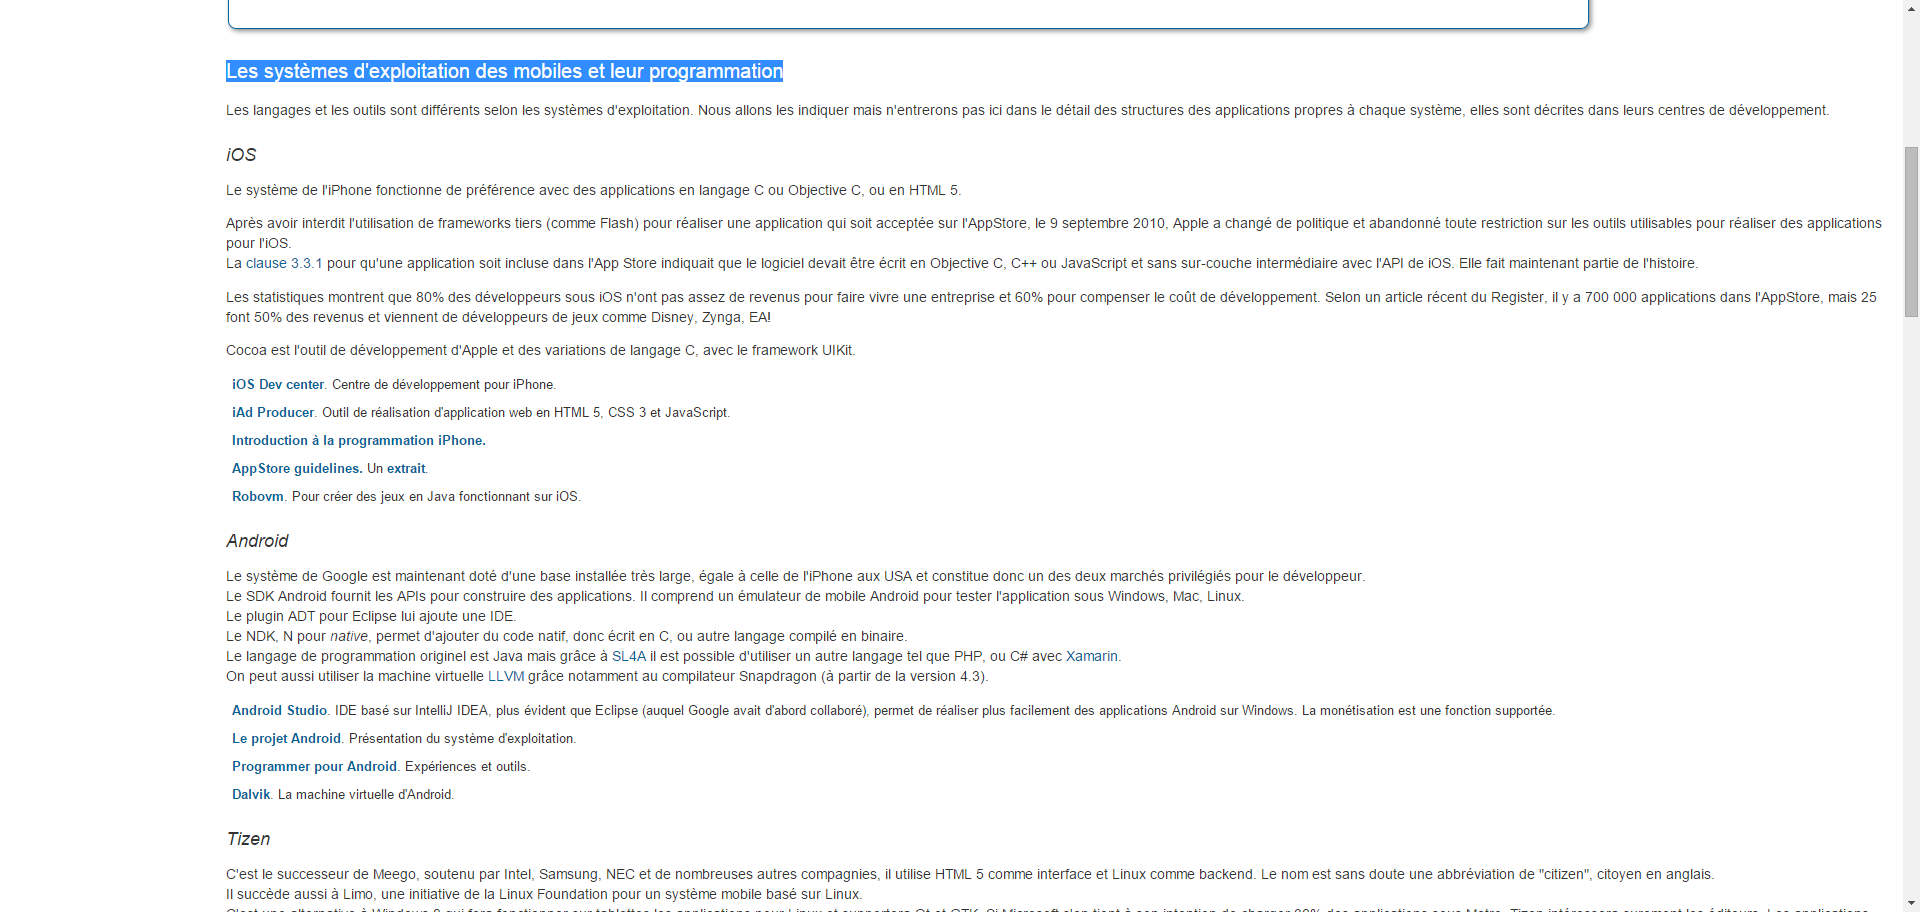 Les systèmes d'exploitation des mobiles et leur programmation
Les langages et les outils sont différents selon les systèmes d'exploitation. Nous allons les indiquer mais n'entrerons pas ici dans le détail des structures des applications propres à chaque système, elles sont décrites dans leurs centres de développement.
iOS
Le système de l'iPhone fonctionne de préférence avec des applications en langage C ou Objective C, ou en HTML 5.
Après avoir interdit l'utilisation de frameworks tiers (comme Flash) pour réaliser une application qui soit acceptée sur l'AppStore, le 9 septembre 2010, Apple a changé de politique et abandonné toute restriction sur les outils utilisables pour réaliser des applications
pour l'iOS.
La clause 3.3.1 pour qu'une application soit incluse dans l'App Store indiquait que le logiciel devait être écrit en Objective C, C++ ou JavaScript et sans sur-couche intermédiaire avec l'API de iOS. Elle fait maintenant partie de l'histoire.
Les statistiques montrent que 80% des développeurs sous iOS n'ont pas assez de revenus pour faire vivre une entreprise et 60% pour compenser le coût de développement. Selon un article récent du Register, il y a 700 000 applications dans l'AppStore, mais 25
font 50% des revenus et viennent de développeurs de jeux comme Disney, Zynga, EA!
Cocoa est l'outil de développement d'Apple et des variations de langage C, avec le framework UIKit.
iOS Dev center. Centre de développement pour iPhone.
iAd Producer. Outil de réalisation d'application web en HTML 5, CSS 3 et JavaScript.
Introduction à la programmation iPhone.
AppStore guidelines. Un extrait.
Robovm. Pour créer des jeux en Java fonctionnant sur iOS.
Android
Le système de Google est maintenant doté d'une base installée très large, égale à celle de l'iPhone aux USA et constitue donc un des deux marchés privilégiés pour le développeur.
Le SDK Android fournit les APIs pour construire des applications. Il comprend un émulateur de mobile Android pour tester l'application sous Windows, Mac, Linux.
Le plugin ADT pour Eclipse lui ajoute une IDE.
Le NDK, N pour native, permet d'ajouter du code natif, donc écrit en C, ou autre langage compilé en binaire.
Le langage de programmation originel est Java mais grâce à SL4A il est possible d'utiliser un autre langage tel que PHP, ou C# avec Xamarin.
On peut aussi utiliser la machine virtuelle LLVM grâce notamment au compilateur Snapdragon (à partir de la version 4.3).
Android Studio. IDE basé sur IntelliJ IDEA, plus évident que Eclipse (auquel Google avait d'abord collaboré), permet de réaliser plus facilement des applications Android sur Windows. La monétisation est une fonction supportée.
Le projet Android. Présentation du système d'exploitation.
Programmer pour Android. Expériences et outils.
Dalvik. La machine virtuelle d'Android.
Tizen
C'est le successeur de Meego, soutenu par Intel, Samsung, NEC et de nombreuses autres compagnies, il utilise HTML 5 comme interface et Linux comme backend. Le nom est sans doute une abbréviation de "citizen", citoyen en anglais.
Il succède aussi à Limo, une initiative de la Linux Foundation pour un système mobile basé sur Linux.